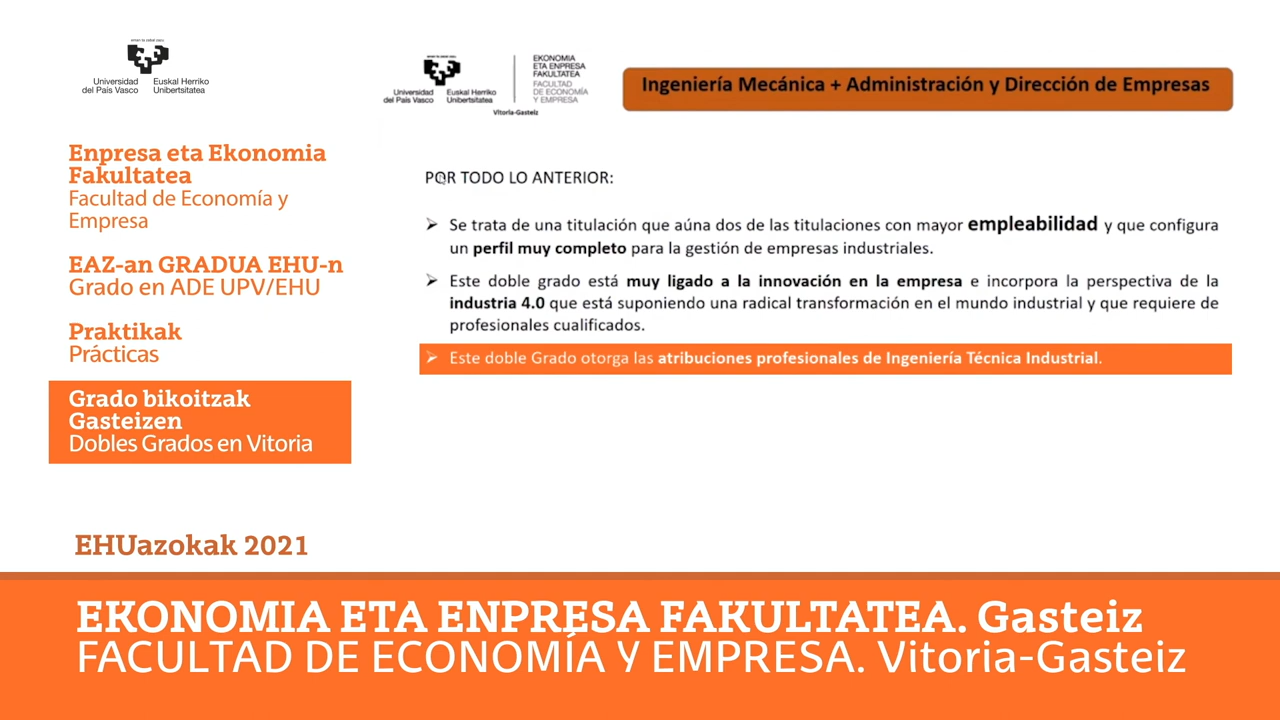 Universidad del País Vasco
Euskal Herriko Unibertsitatea
Enpresa eta Ekonomia
Fakultatea
Facultad de Economía y
Empresa
EAZ-an GRADUA EHU-n
Grado en ADE UPV/EHU
Praktikak
Prácticas
Grado bikoitzak
Gasteizen
Dobles Grados en Vitoria
Universidad del País Vasco
Euskal Herriko Unibertsitatea
EKONOMIA
ETA ENPRESA
FAKULTATEA
FACULTAD
DE ECONOMÍA
Y EMPRESA
Vitoria-Gasteiz
Ingeniería Mecánica + Administración y Dirección de Empresas
POR TODO LO ANTERIOR:
Se trata de una titulación que aúna dos de las titulaciones con mayor empleabilidad y que configura
un perfil muy completo para la gestión de empresas industriales.
Este doble grado está muy ligado a la innovación en la empresa e incorpora la perspectiva de la
industria 4.0 que está suponiendo una radical transformación en el mundo industrial y que requiere de
profesionales cualificados.
Este doble Grado otorga las atribuciones profesionales de Ingeniería Técnica Industrial.
EHUazokak 2021
EKONOMIA ETA ENPRESA FAKULTATEA. Gasteiz
FACULTAD DE ECONOMÍA Y EMPRESA. Vitoria-Gasteiz